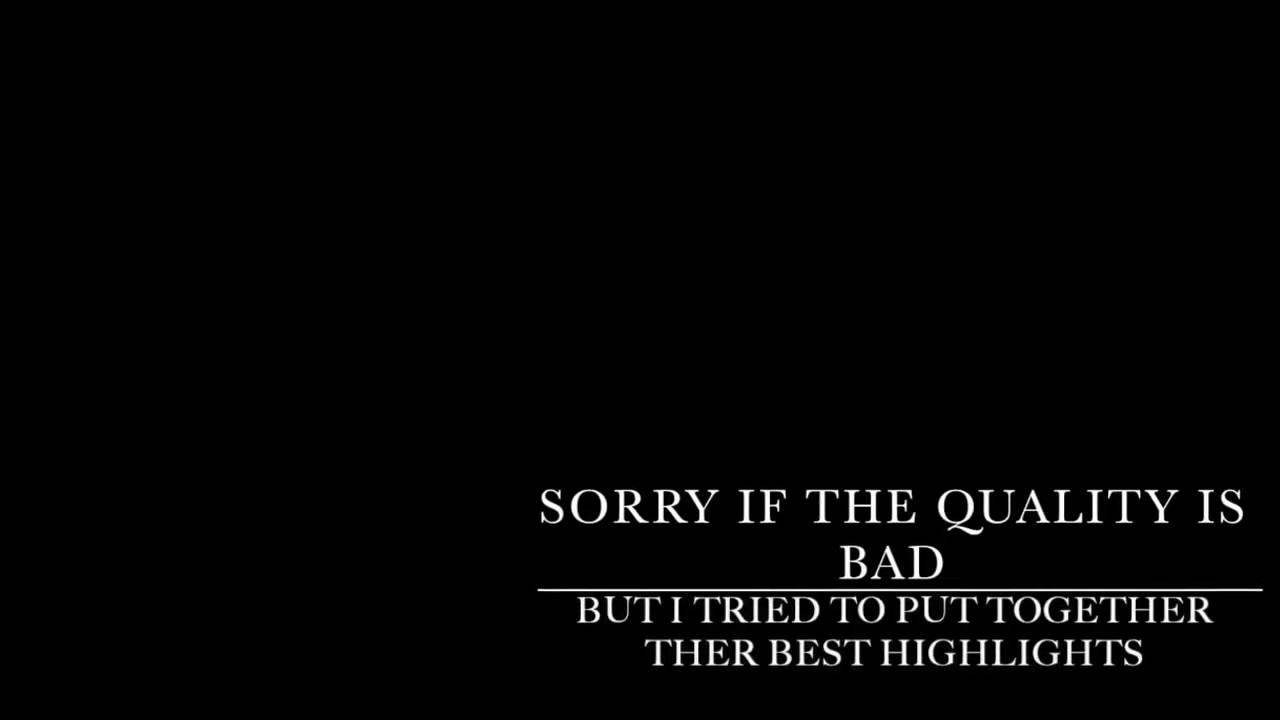 SORRY IF THE QUALITY IS
BAD
BUT I TRIED TO PUT TOGETHER
THER BEST HIGHLIGHTS